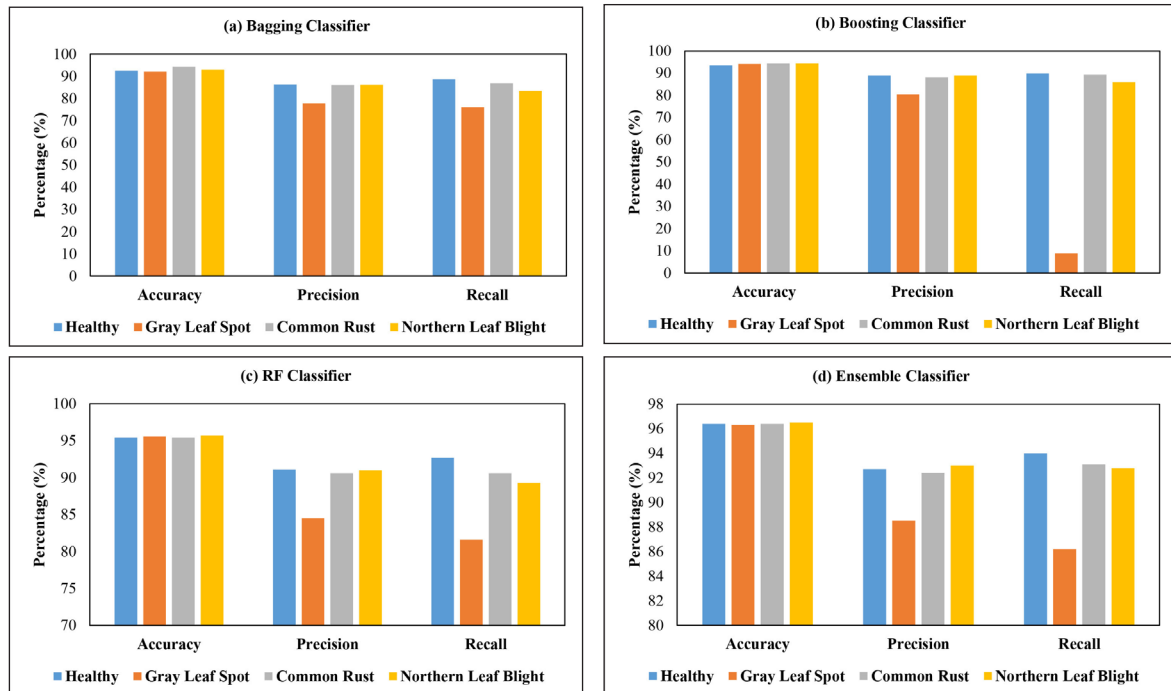 (a) Bagging Classifier
Percentage (%)
100
90
80
70
60
50
40
30
20
10
0
Accuracy Precision Recall
Healthy Gray Leaf Spot Common Rust Northern Leaf Blight
(b) Boosting Classifier
Percentage (%)
100
90
80
70
60
50
40
30
20
10
0
Accuracy Precision Recall
Healthy Gray Leaf Spot Common Rust Northern Leaf Blight
(c) RF Classifier
Percentage (%)
100
95
90
85
80
75
70
Accuracy Precision Recall
Healthy Gray Leaf Spot Common Rust Northern Leaf Blight
(d) Ensemble Classifier
Percentage (%)
98
96
94
92
90
88
86
84
82
80
Accuracy Precision Recall
Healthy Gray Leaf Spot Common Rust Northern Leaf Blight